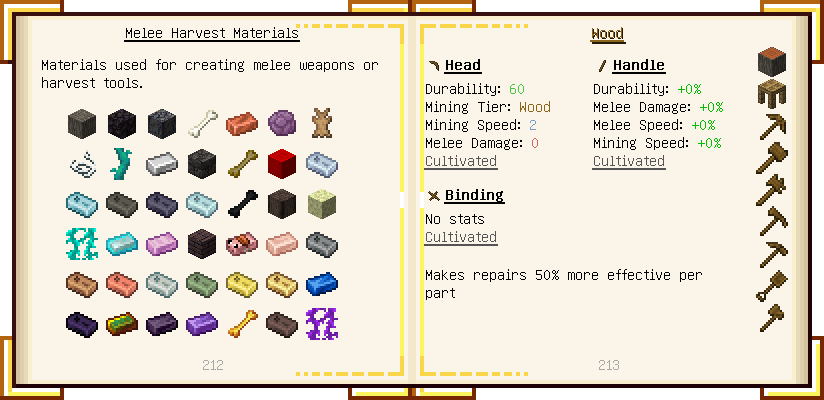 Melee Harvest Materials
Materials used for creating melee weapons or
harvest tools.
212
Wood
Head
Durability: 60
Mining Tier: Wood
Mining Speed: 2
Melee Damage: 0
Cultivated
Handle
Durability: +0%
Melee Damage: +0%
Melee Speed: +0%
Mining Speed: +0%
Cultivated
Binding
No stats
Cultivated
Makes repairs 50% more effective per
part
213